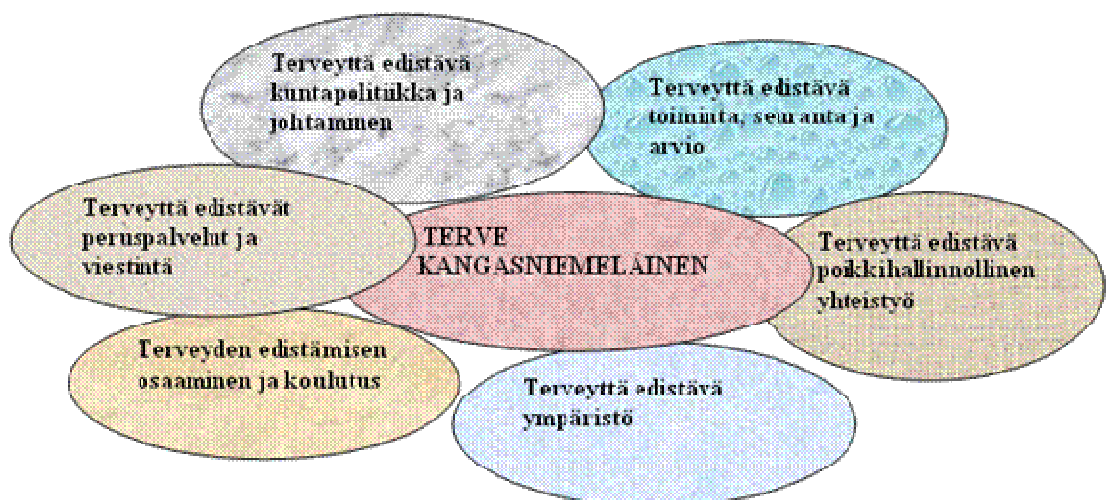 Terveyttä edistävä
kuntapolitiikka ja
johtaminen
Terveyttä edistävä
toiminta, seuranta ja
arvio
Terveyttä edistävät
peruspalvelut ja
viestintä
TERVE
KANGASNIEMELÄINEN
Terveyttä edistävä
poikkihallinnollinen
yhteistyö
Terveyden edistämisen
osaaminen ja koulutus
Terveyttä edistävä
ympäristö